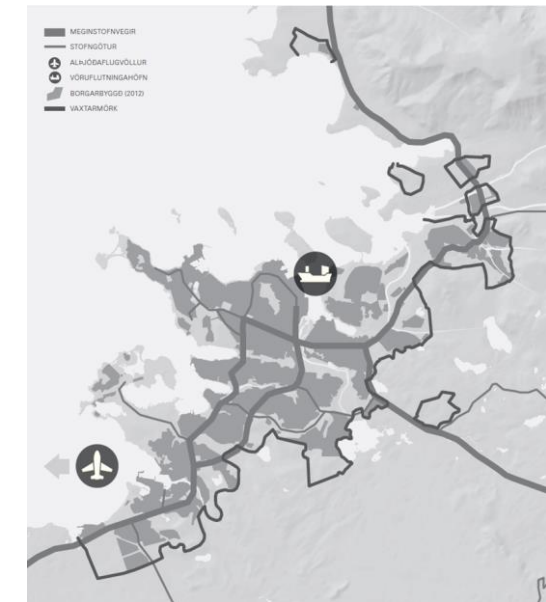 MEGINSTOFNVEGIR
STOFNGÖTUR
ALÞJÓÐAFLUGVÖLLUR
VÖRUFLUTNINGAHÖFN
BORGARBYGGÐ (2012)
VAXTARMÖRK